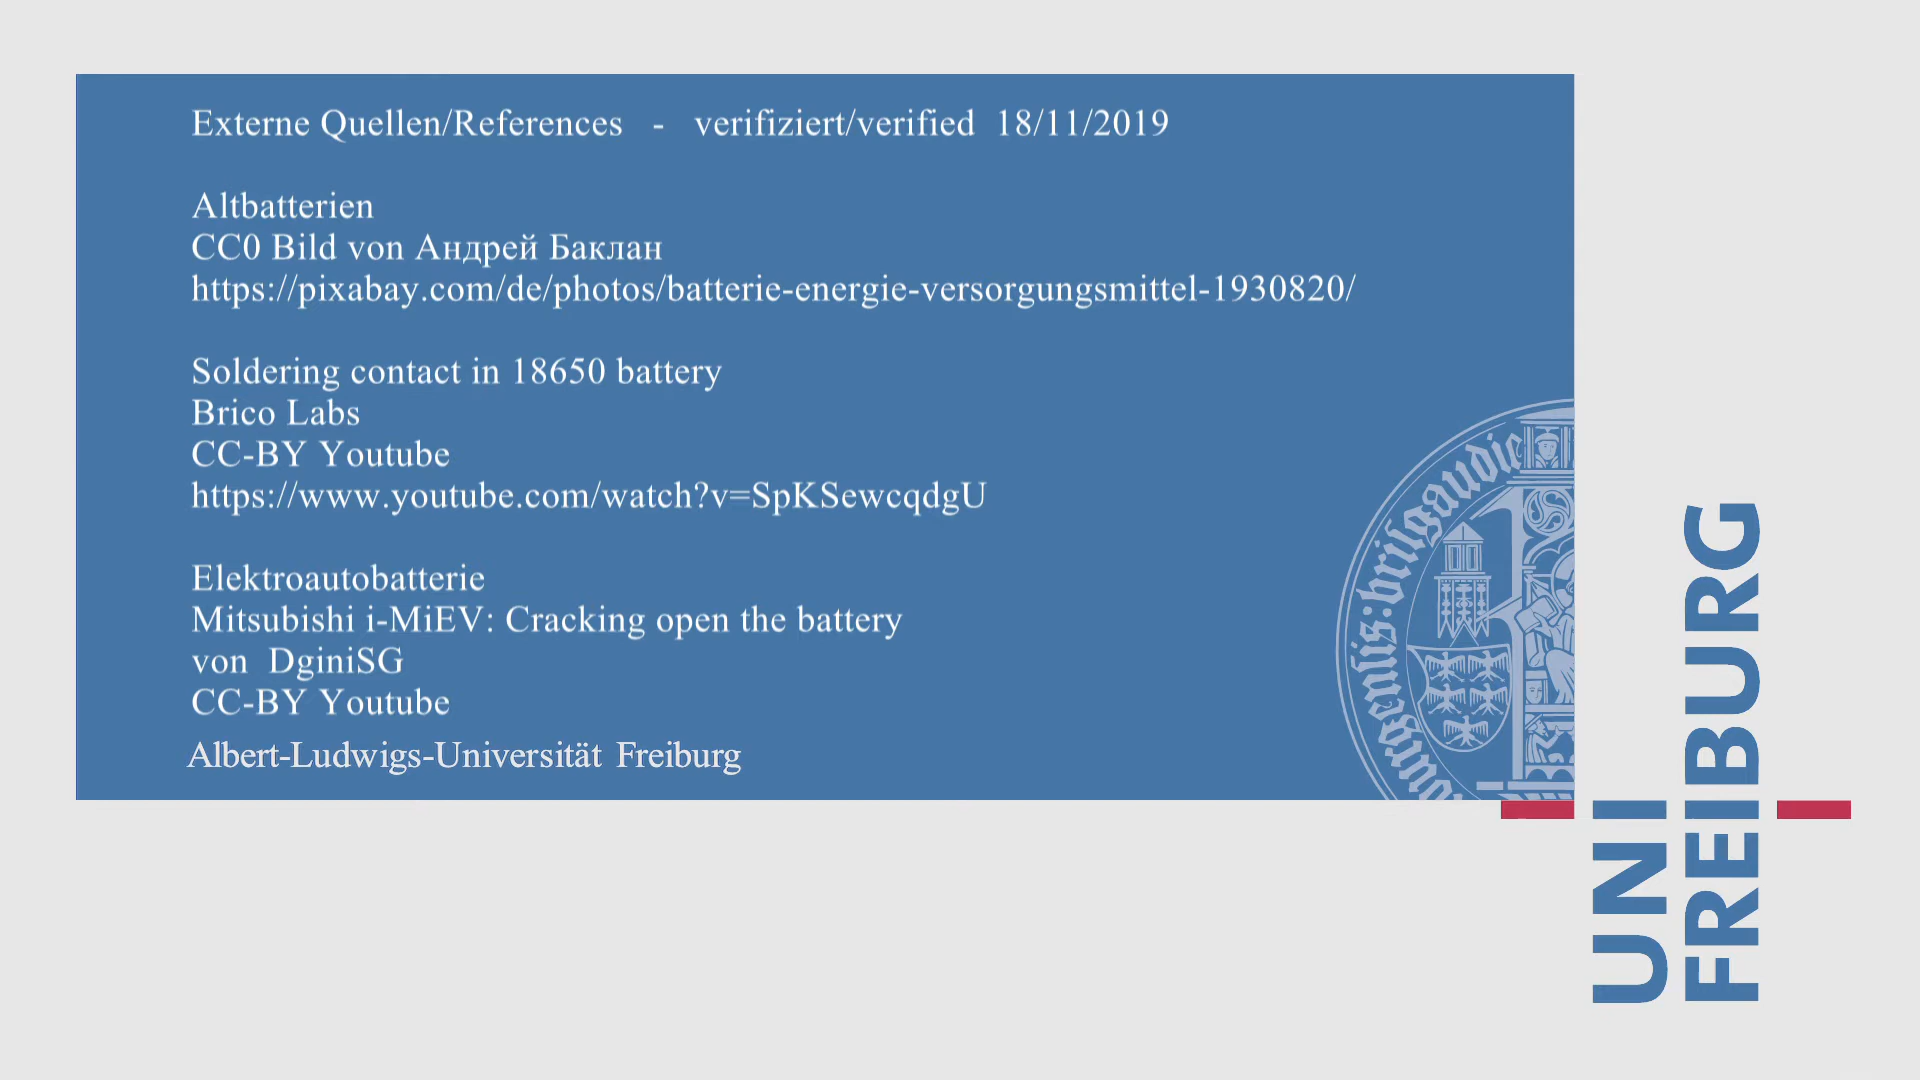 Externe Quellen/References - verifiziert/verified 18/11/2019
Altbatterien
CC0 Bild von Андрей Баклан
https://pixabay.com/de/photos/batterie-energie-versorgungsmittel-1930820/
Soldering contact in 18650 battery
Brico Labs
CC-BY Youtube
https://www.youtube.com/watch?v=SpKSewcqdgU
Elektroautobatterie
Mitsubishi i-MiEV: Cracking open the battery
von DginiSG
CC-BY Youtube
Albert-Ludwigs-Universität Freiburg
UNI
FREIBURG